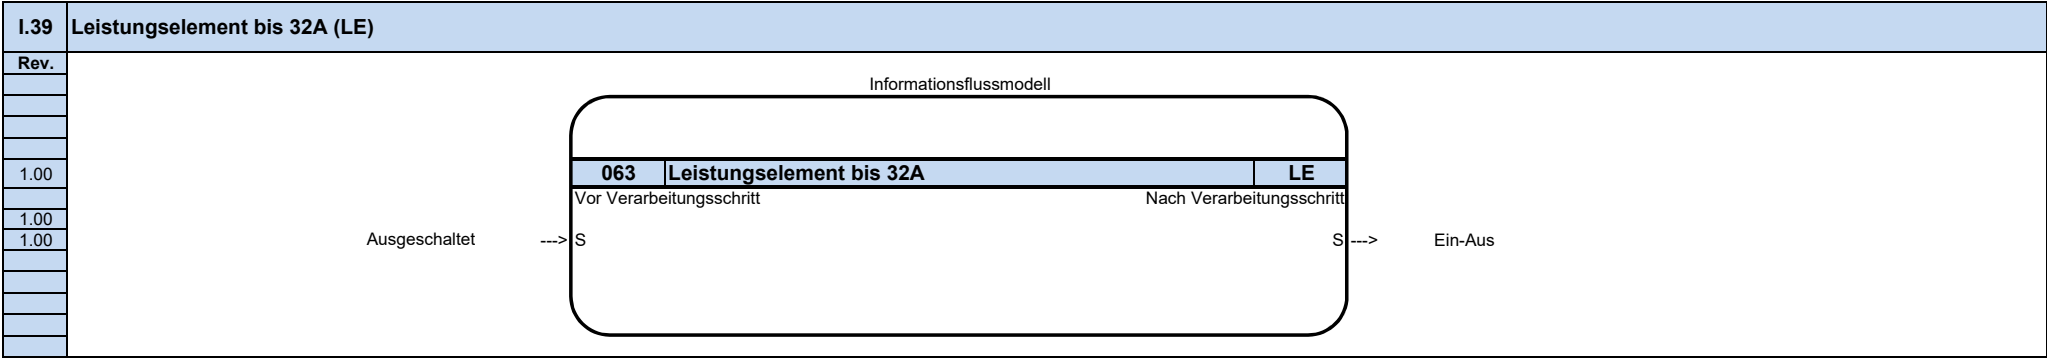 I.39 Leistungselement bis 32A (LE)
Rev.
Informationsflussmodell
1.00 063 Leistungselement bis 32A LE
Vor Verarbeitungsschritt Nach Verarbeitungsschritt
1.00
1.00 Ausgeschaltet ---> S S ---> Ein-Aus